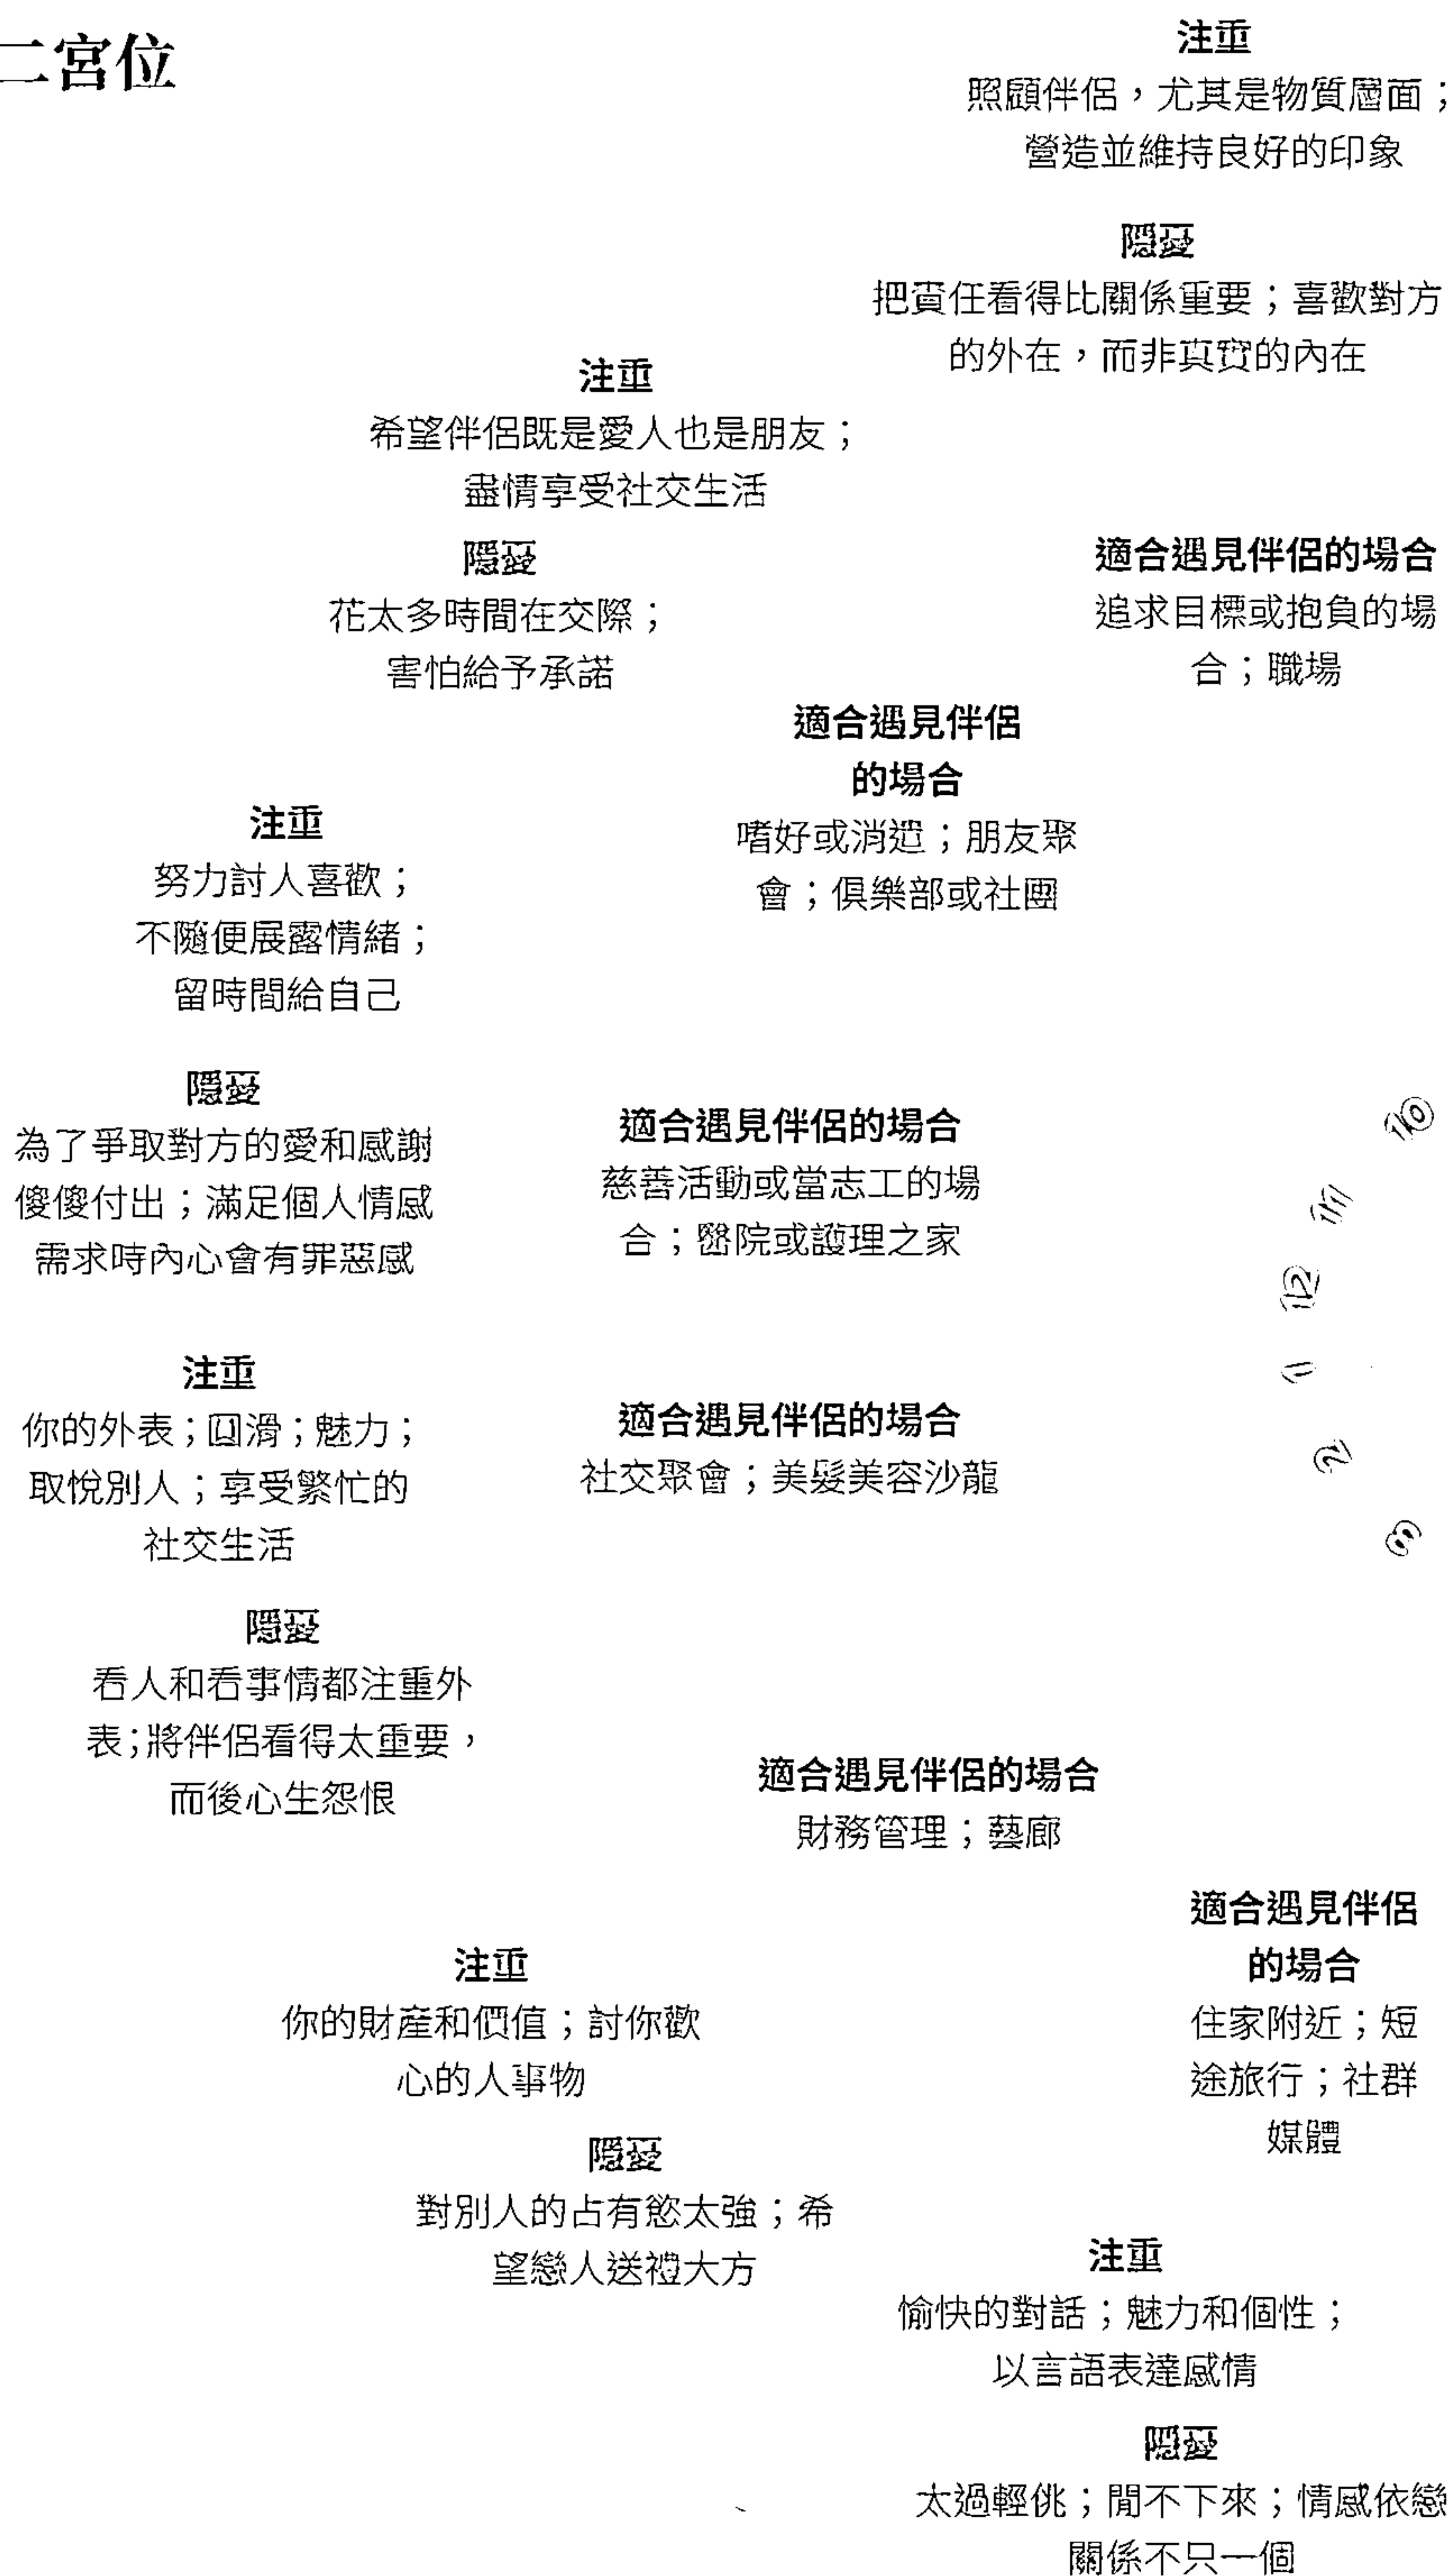 二宮位
注重
照顧伴侶，尤其是物質層面；
營造並維持良好的印象
隱憂
把責任看得比關係重要；喜歡對方
的外在，而非真實的內在
注重
希望伴侶既是愛人也是朋友；
盡情享受社交生活
隱憂
花太多時間在交際；
害怕給予承諾
適合遇見伴侶的場合
追求目標或抱負的場
合；職場
適合遇見伴侶
的場合
嗜好或消遣；朋友聚
會；俱樂部或社團
注重
努力討人喜歡；
不隨便展露情緒；
留時間給自己
隱憂
為了爭取對方的愛和感謝
傻傻付出；滿足個人情感
需求時內心會有罪惡感
適合遇見伴侶的場合
慈善活動或當志工的場
合；醫院或護理之家
10
11
12
1
2
注重
你的外表；圓滑；魅力；
取悅別人；享受繁忙的
社交生活
適合遇見伴侶的場合
社交聚會；美髮美容沙龍
隱憂
看人和看事情都注重外
表；將伴侶看得太重要，
而後心生怨恨
適合遇見伴侶的場合
財務管理；藝廊
注重
你的財產和價值；討你歡
心的人事物
隱憂
對別人的占有慾太強；希
望戀人送禮大方
適合遇見伴侶
的場合
住家附近；短
途旅行；社群
媒體
注重
愉快的對話；魅力和個性；
以言語表達感情
隱憂
太過輕佻；閒不下來；情感依戀
關係不只一個